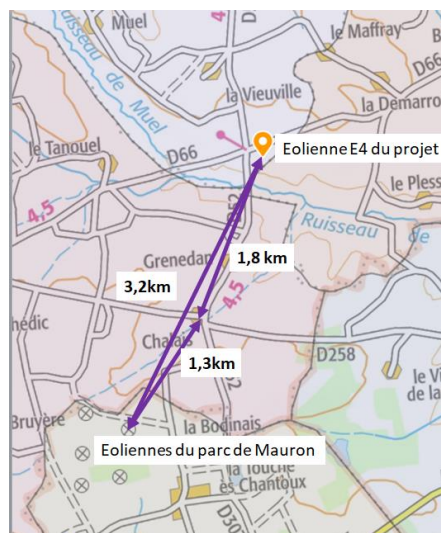 Muel
le Maffray
D66
la Vieuville
la Démarro
Ruisseau de Muel
Eolienne E4 du projet
le Tanouel
D66
le Pless
4,5
Ruisseau de
Grenedan
1,8 km
3,2km
4,5
hédic
Chalais
D258
1,3km
le Vi
de la
Bruyère
la Bodinais
Eoliennes du parc de Mauron
la Touche
ès Chantoux
D30